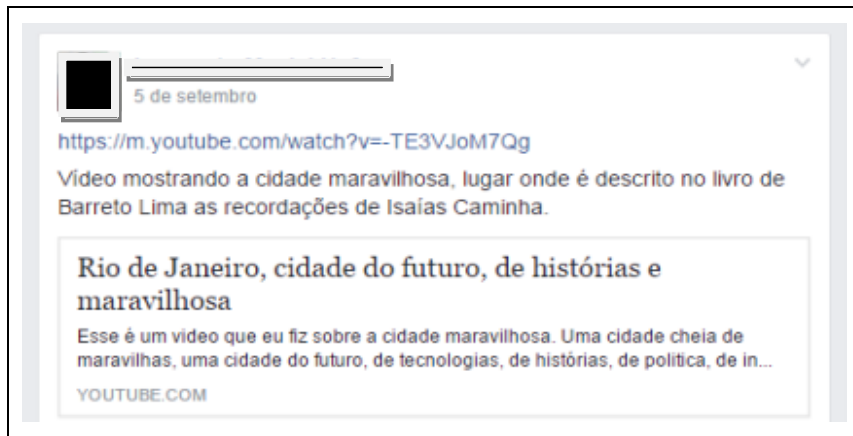 5 de setembro
https://m.youtube.com/watch?v=-TE3VJoM7Qg
Vídeo mostrando a cidade maravilhosa, lugar onde é descrito no livro de
Barreto Lima as recordações de Isaías Caminha.
Rio de Janeiro, cidade do futuro, de histórias e
maravilhosa
Esse é um video que eu fiz sobre a cidade maravilhosa. Uma cidade cheia de
maravilhas, uma cidade do futuro, de tecnologias, de histórias, de politica, de in...
YOUTUBE.COM